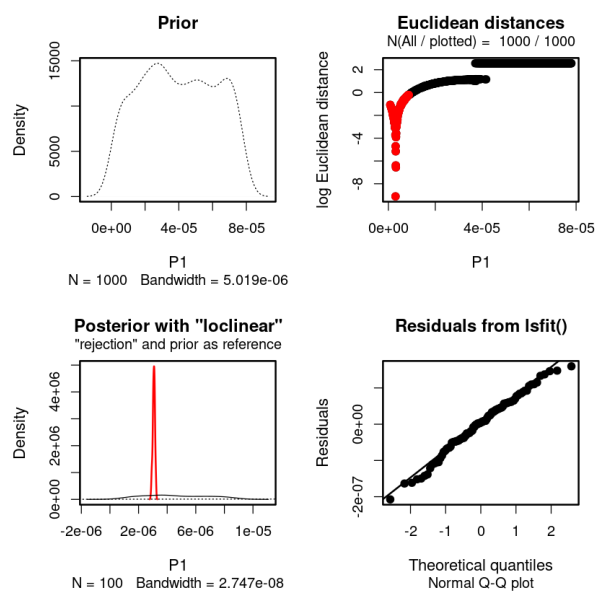 Prior
Density
15000
5000
0
0e+00 4e-05 8e-05
P1
N = 1000 Bandwidth = 5.019e-06
Euclidean distances
N(All / plotted) = 1000 / 1000
log Euclidean distance
2
0
-4
-8
0e+00 4e-05 8e-05
P1
Posterior with "loclinear"
"rejection" and prior as reference
Density
4e+06
2e+06
0e+00
-2e-06 2e-06 6e-06 1e-05
P1
N = 100 Bandwidth = 2.747e-08
Residuals from lsfit()
Residuals
0e+00
-2e-07
-2 -1 0 1 2
Theoretical quantiles
Normal Q-Q plot